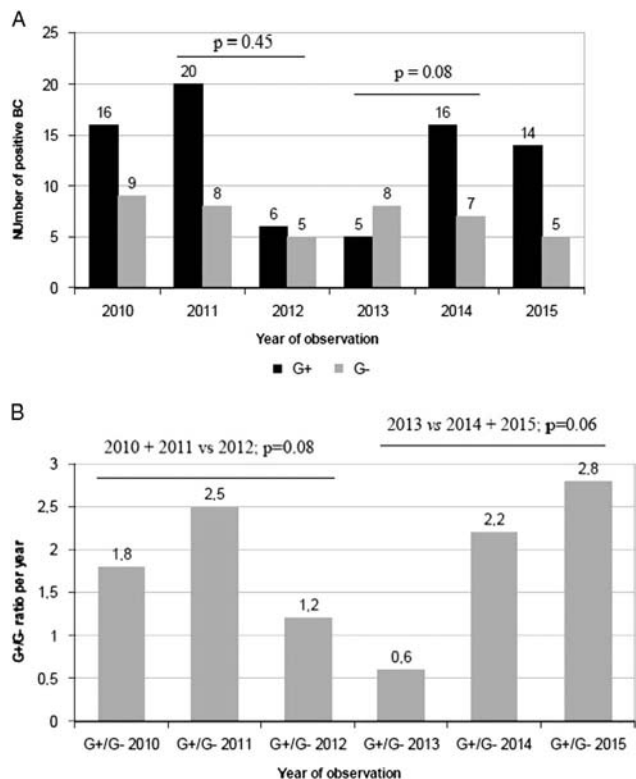 A
p = 0.45
p = 0.08
NUmber of positive BC
25
20
15
10
5
0
16
9
20
8
6
5
5
8
16
7
14
5
2010
2011
2012
2013
2014
2015
Year of observation
G+
G-
B
2010 + 2011 vs 2012; p=0.08
2013 vs 2014 + 2015; p=0.06
G+/G- ratio per year
3
2,5
2
1,5
1
0,5
0
1,8
2,5
1,2
0,6
2,2
2,8
G+/G- 2010
G+/G- 2011
G+/G- 2012
G+/G- 2013
G+/G- 2014
G+/G- 2015
Year of observation